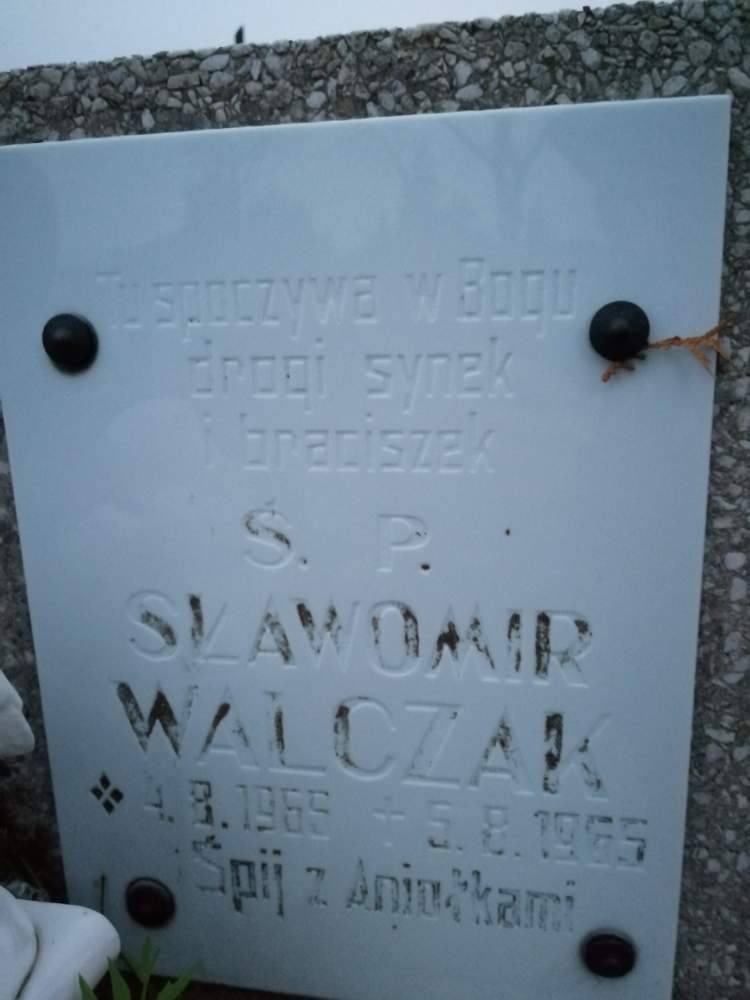 Tu spoczywa w Bogu
drogi synek
i braciszek
Ś. P.
SŁAWOMIR
WALCZAK
4.8.1965 + 5.8.1965
Śpij z Aniołkami